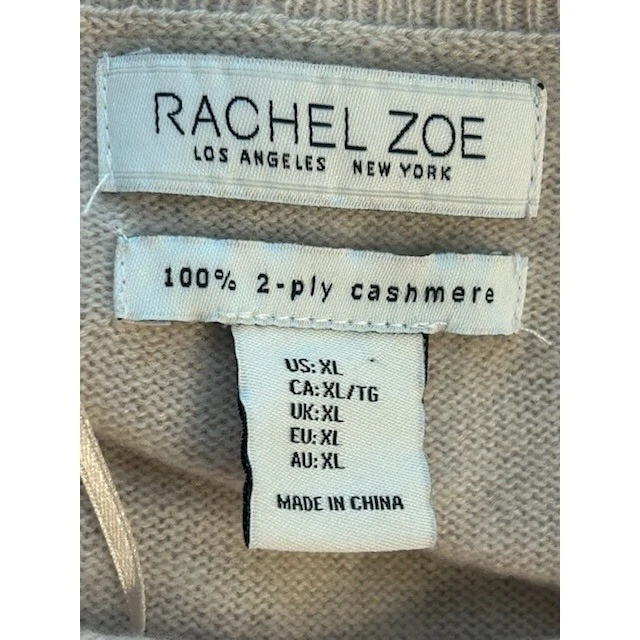 RACHEL ZOE
LOS ANGELES NEW YORK
100% 2-ply cashmere
US: XL
CA: XL/TG
UK: XL
EU: XL
AU: XL
MADE IN CHINA